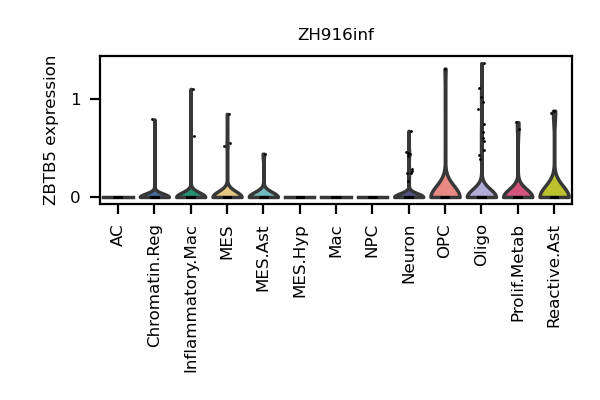 ZH916inf
ZBTB5 expression
1
0
AC
Chromatin.Reg
Inflammatory.Mac
MES
MES.Ast
MES.Hyp
Mac
NPC
Neuron
OPC
Oligo
Prolif.Metab
Reactive.Ast